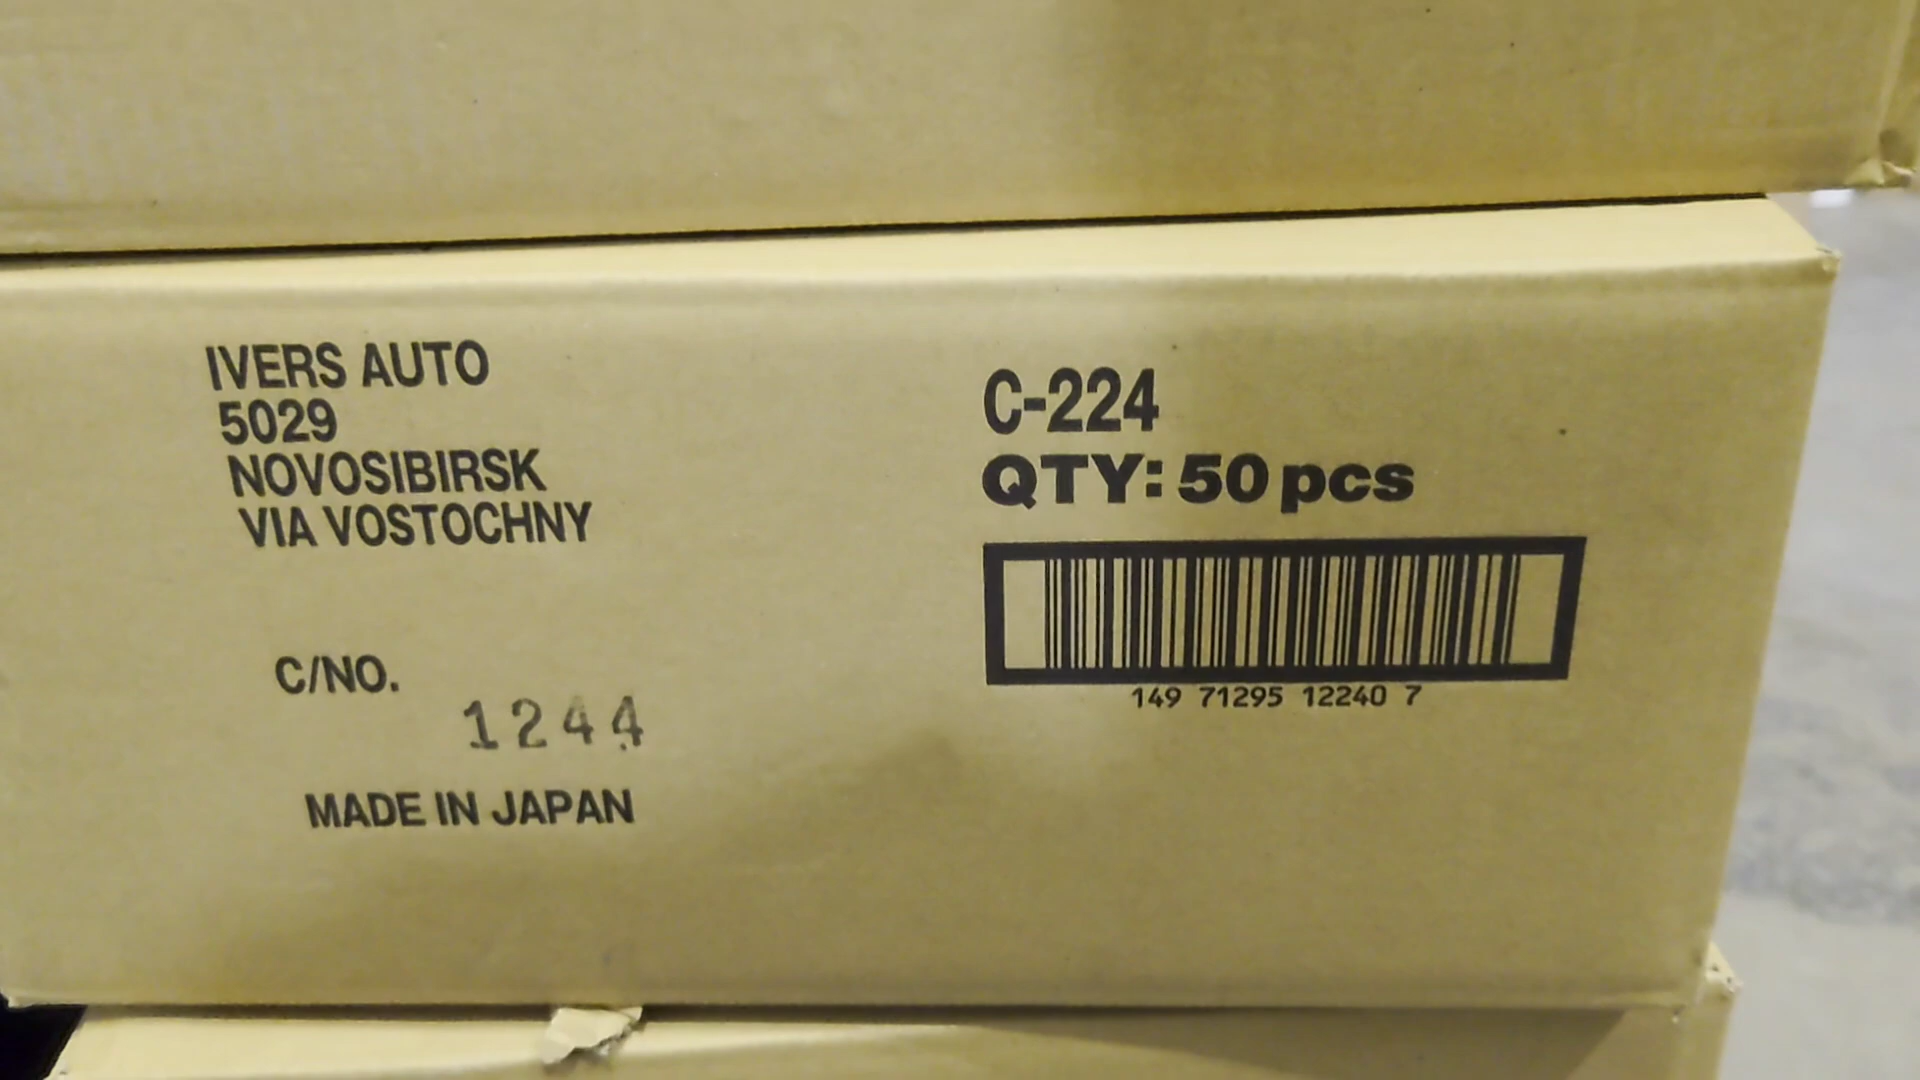 IVERS AUTO
5029
NOVOSIBIRSK
VIA VOSTOCHNY
C/NO.
1244
MADE IN JAPAN
C-224
QTY: 50 pcs
149 71295 12240 7